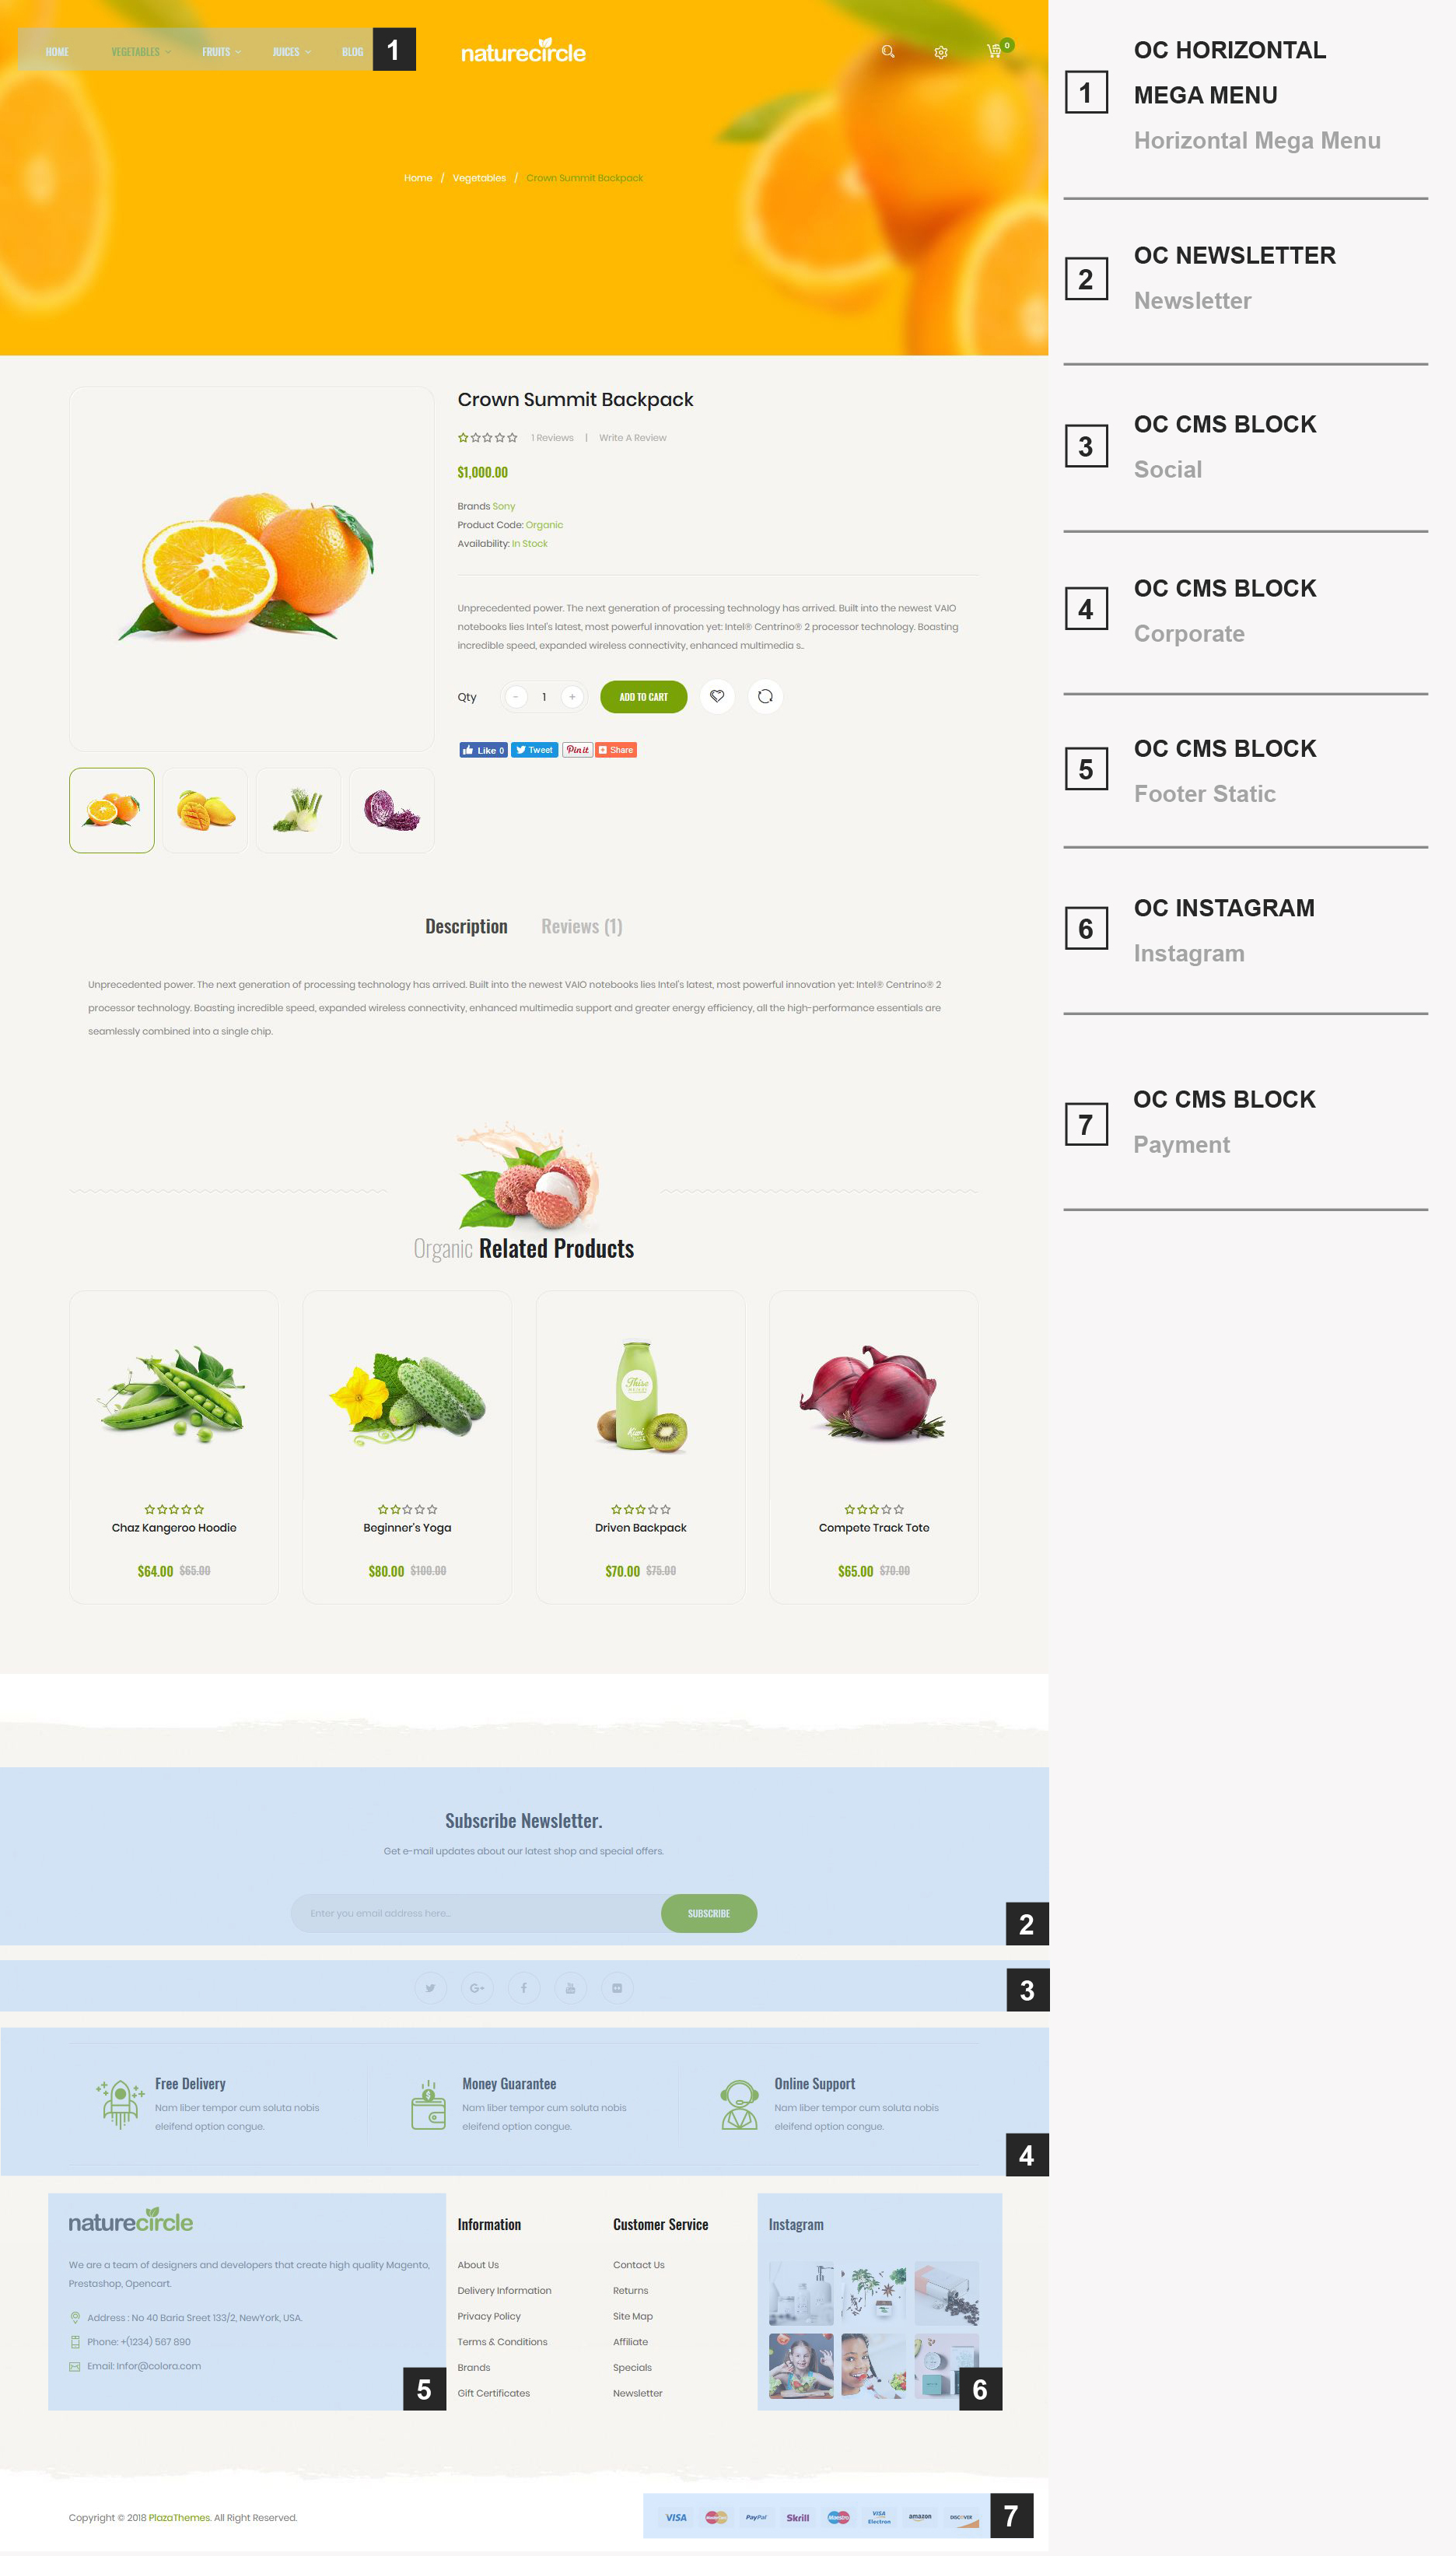 HOME VEGETABLES FRUITS JUICES BLOG 1
naturecircle
0
Home / Vegetables / Crown Summit Backpack
Crown Summit Backpack
1 Reviews | Write A Review
$1,000.00
Brands Sony
Product Code: Organic
Availability: In Stock
Unprecedented power. The next generation of processing technology has arrived. Built into the newest VAIO
notebooks lies Intel's latest, most powerful innovation yet: Intel® Centrino® 2 processor technology. Boasting
incredible speed, expanded wireless connectivity, enhanced multimedia s..
Qty - 1 + ADD TO CART
Like 0 Tweet Pin it Share
Description Reviews (1)
Unprecedented power. The next generation of processing technology has arrived. Built into the newest VAIO notebooks lies Intel's latest, most powerful innovation yet: Intel® Centrino® 2
processor technology. Boasting incredible speed, expanded wireless connectivity, enhanced multimedia support and greater energy efficiency, all the high-performance essentials are
seamlessly combined into a single chip.
Organic Related Products
Chaz Kangeroo Hoodie
$64.00 $65.00
Beginner's Yoga
$80.00 $100.00
Kiwi
Driven Backpack
$70.00 $75.00
Compete Track Tote
$65.00 $70.00
Subscribe Newsletter.
Get e-mail updates about our latest shop and special offers.
Enter you email address here... SUBSCRIBE
2
G+ f You
3
Free Delivery
Nam liber tempor cum soluta nobis
eleifend option congue.
Money Guarantee
Nam liber tempor cum soluta nobis
eleifend option congue.
Online Support
Nam liber tempor cum soluta nobis
eleifend option congue.
4
naturecircle
We are a team of designers and developers that create high quality Magento,
Prestashop, Opencart.
Address : No 40 Baria Sreet 133/2, NewYork, USA.
Phone: +(1234) 567 890
Email: Infor@colora.com
5
Information
About Us
Delivery Information
Privacy Policy
Terms & Conditions
Brands
Gift Certificates
Customer Service
Contact Us
Returns
Site Map
Affiliate
Specials
Newsletter
Instagram
6
Copyright © 2018 PlazaThemes. All Right Reserved.
VISA MasterCard PayPal Skrill Maestro VISA Electron amazon DISCOVER
7
1
OC HORIZONTAL
MEGA MENU
Horizontal Mega Menu
2
OC NEWSLETTER
Newsletter
3
OC CMS BLOCK
Social
4
OC CMS BLOCK
Corporate
5
OC CMS BLOCK
Footer Static
6
OC INSTAGRAM
Instagram
7
OC CMS BLOCK
Payment